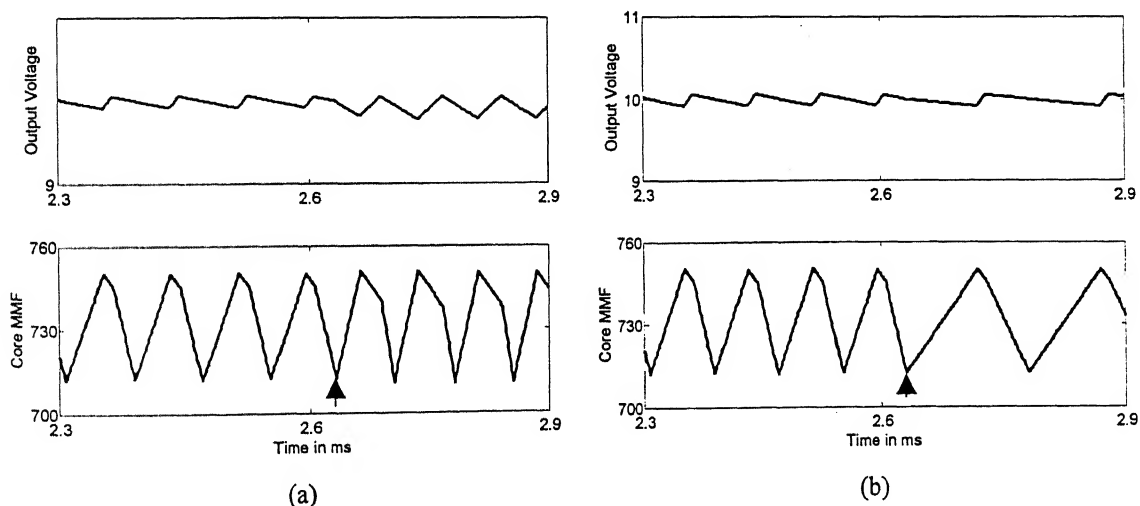 Output Voltage
9
2.3
2.6
2.9
760
Core MMF
730
700
2.3
2.6
2.9
Time in ms
(a)
11
Output Voltage
10
9
2.3
2.6
2.9
760
Core MMF
730
700
2.3
2.6
2.9
Time in ms
(b)